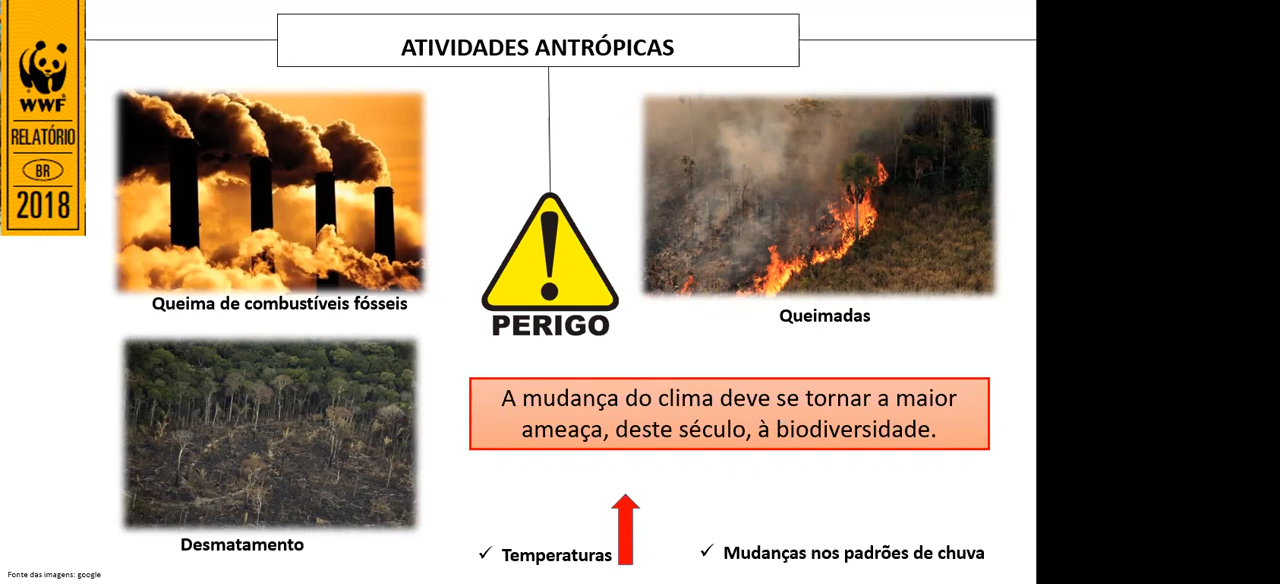 ATIVIDADES ANTRÓPICAS
WWF
RELATÓRIO
BR
2018
Queima de combustíveis fósseis
PERIGO
Queimadas
A mudança do clima deve se tornar a maior
ameaça, deste século, à biodiversidade.
Desmatamento
✓ Temperaturas
✓ Mudanças nos padrões de chuva
Fonte das imagens: google